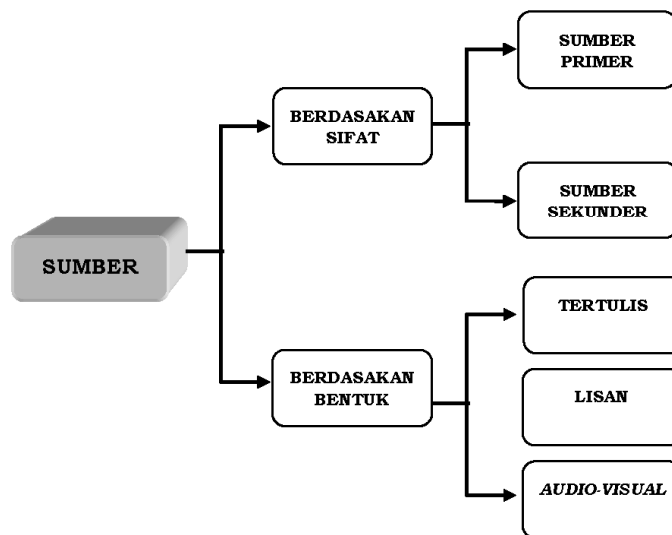 SUMBER
BERDASAKAN
SIFAT
SUMBER
PRIMER
SUMBER
SEKUNDER
BERDASAKAN
BENTUK
TERTULIS
LISAN
AUDIO-VISUAL